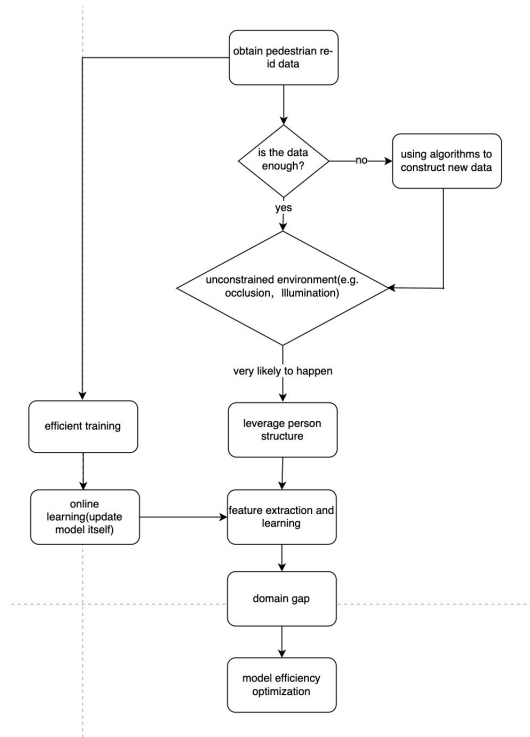 obtain pedestrian re-
id data
is the data
enough?
no
using algorithms to
construct new data
yes
unconstrained environment(e.g.
occlusion，Illumination)
very likely to happen
efficient training
leverage person
structure
online
learning(update
model itself)
feature extraction and
learning
domain gap
model efficiency
optimization